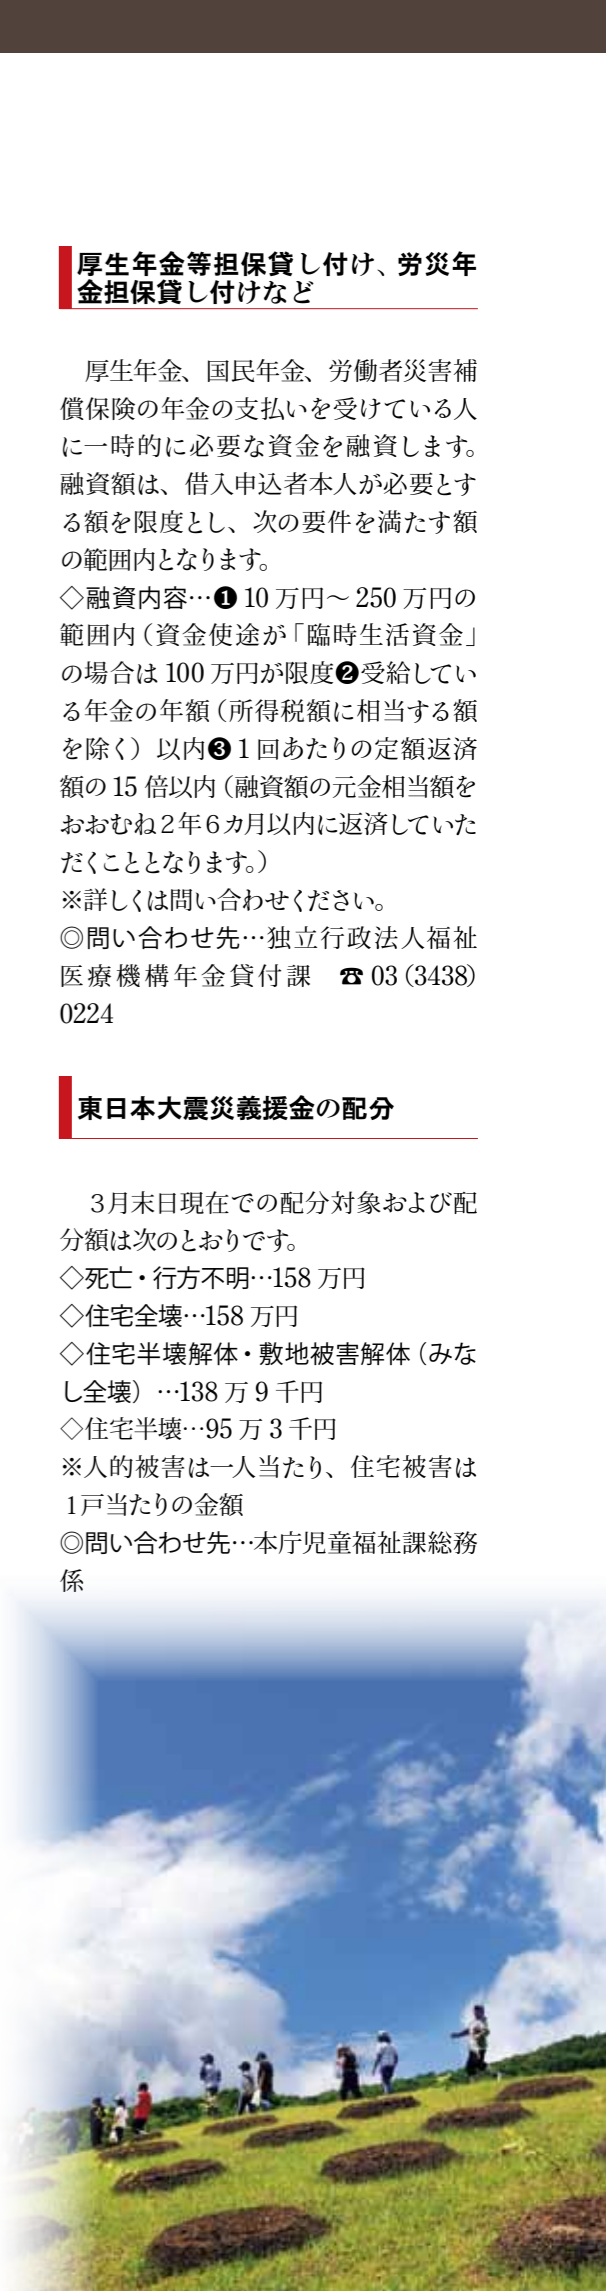 厚生年金等担保貸し付け、労災年
金担保貸し付けなど
厚生年金、国民年金、労働者災害補
償保険の年金の支払いを受けている人
に一時的に必要な資金を融資します。
融資額は、借入申込者本人が必要とす
る額を限度とし、次の要件を満たす額
の範囲内となります。
◇融資内容…❶10万円〜250万円の
範囲内（資金使途が「臨時生活資金」
の場合は100万円が限度❷受給してい
る年金の年額（所得税額に相当する額
を除く）以内❸1回あたりの定額返済
額の15倍以内（融資額の元金相当額を
おおむね２年６カ月以内に返済していた
だくこととなります。）
※詳しくは問い合わせください。
◎問い合わせ先…独立行政法人福祉
医療機構年金貸付課　☎03（3438）
0224
東日本大震災義援金の配分
３月末日現在での配分対象および配
分額は次のとおりです。
◇死亡・行方不明…158万円
◇住宅全壊…158万円
◇住宅半壊解体・敷地被害解体（みな
し全壊）…138万9千円
◇住宅半壊…95万3千円
※人的被害は一人当たり、住宅被害は
1戸当たりの金額
◎問い合わせ先…本庁児童福祉課総務
係